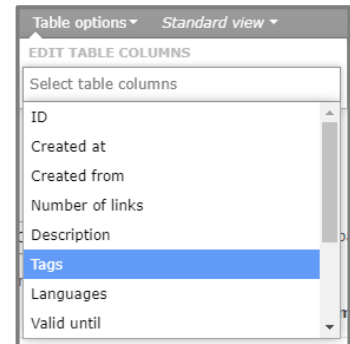 Table options Standard view
EDIT TABLE COLUMNS
Select table columns
ID
Created at
Created from
Number of links
Description
Tags
Languages
Valid until